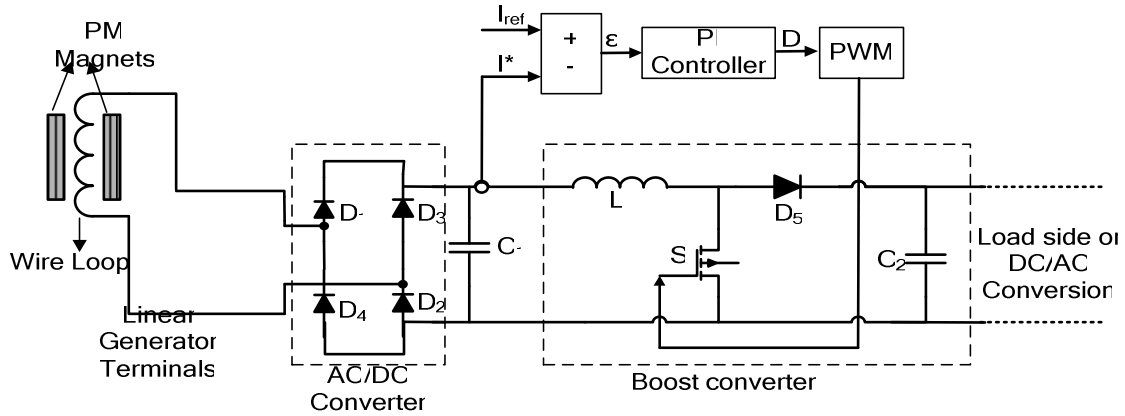 PM
Magnets
Wire Loop
Linear
Generator
Terminals
AC/DC
Converter
Iref
I*
+
-
ε
PI
Controller
D
PWM
D3
D4
D2
L
S
D5
C2
Boost converter
Load side or
DC/AC
Conversion